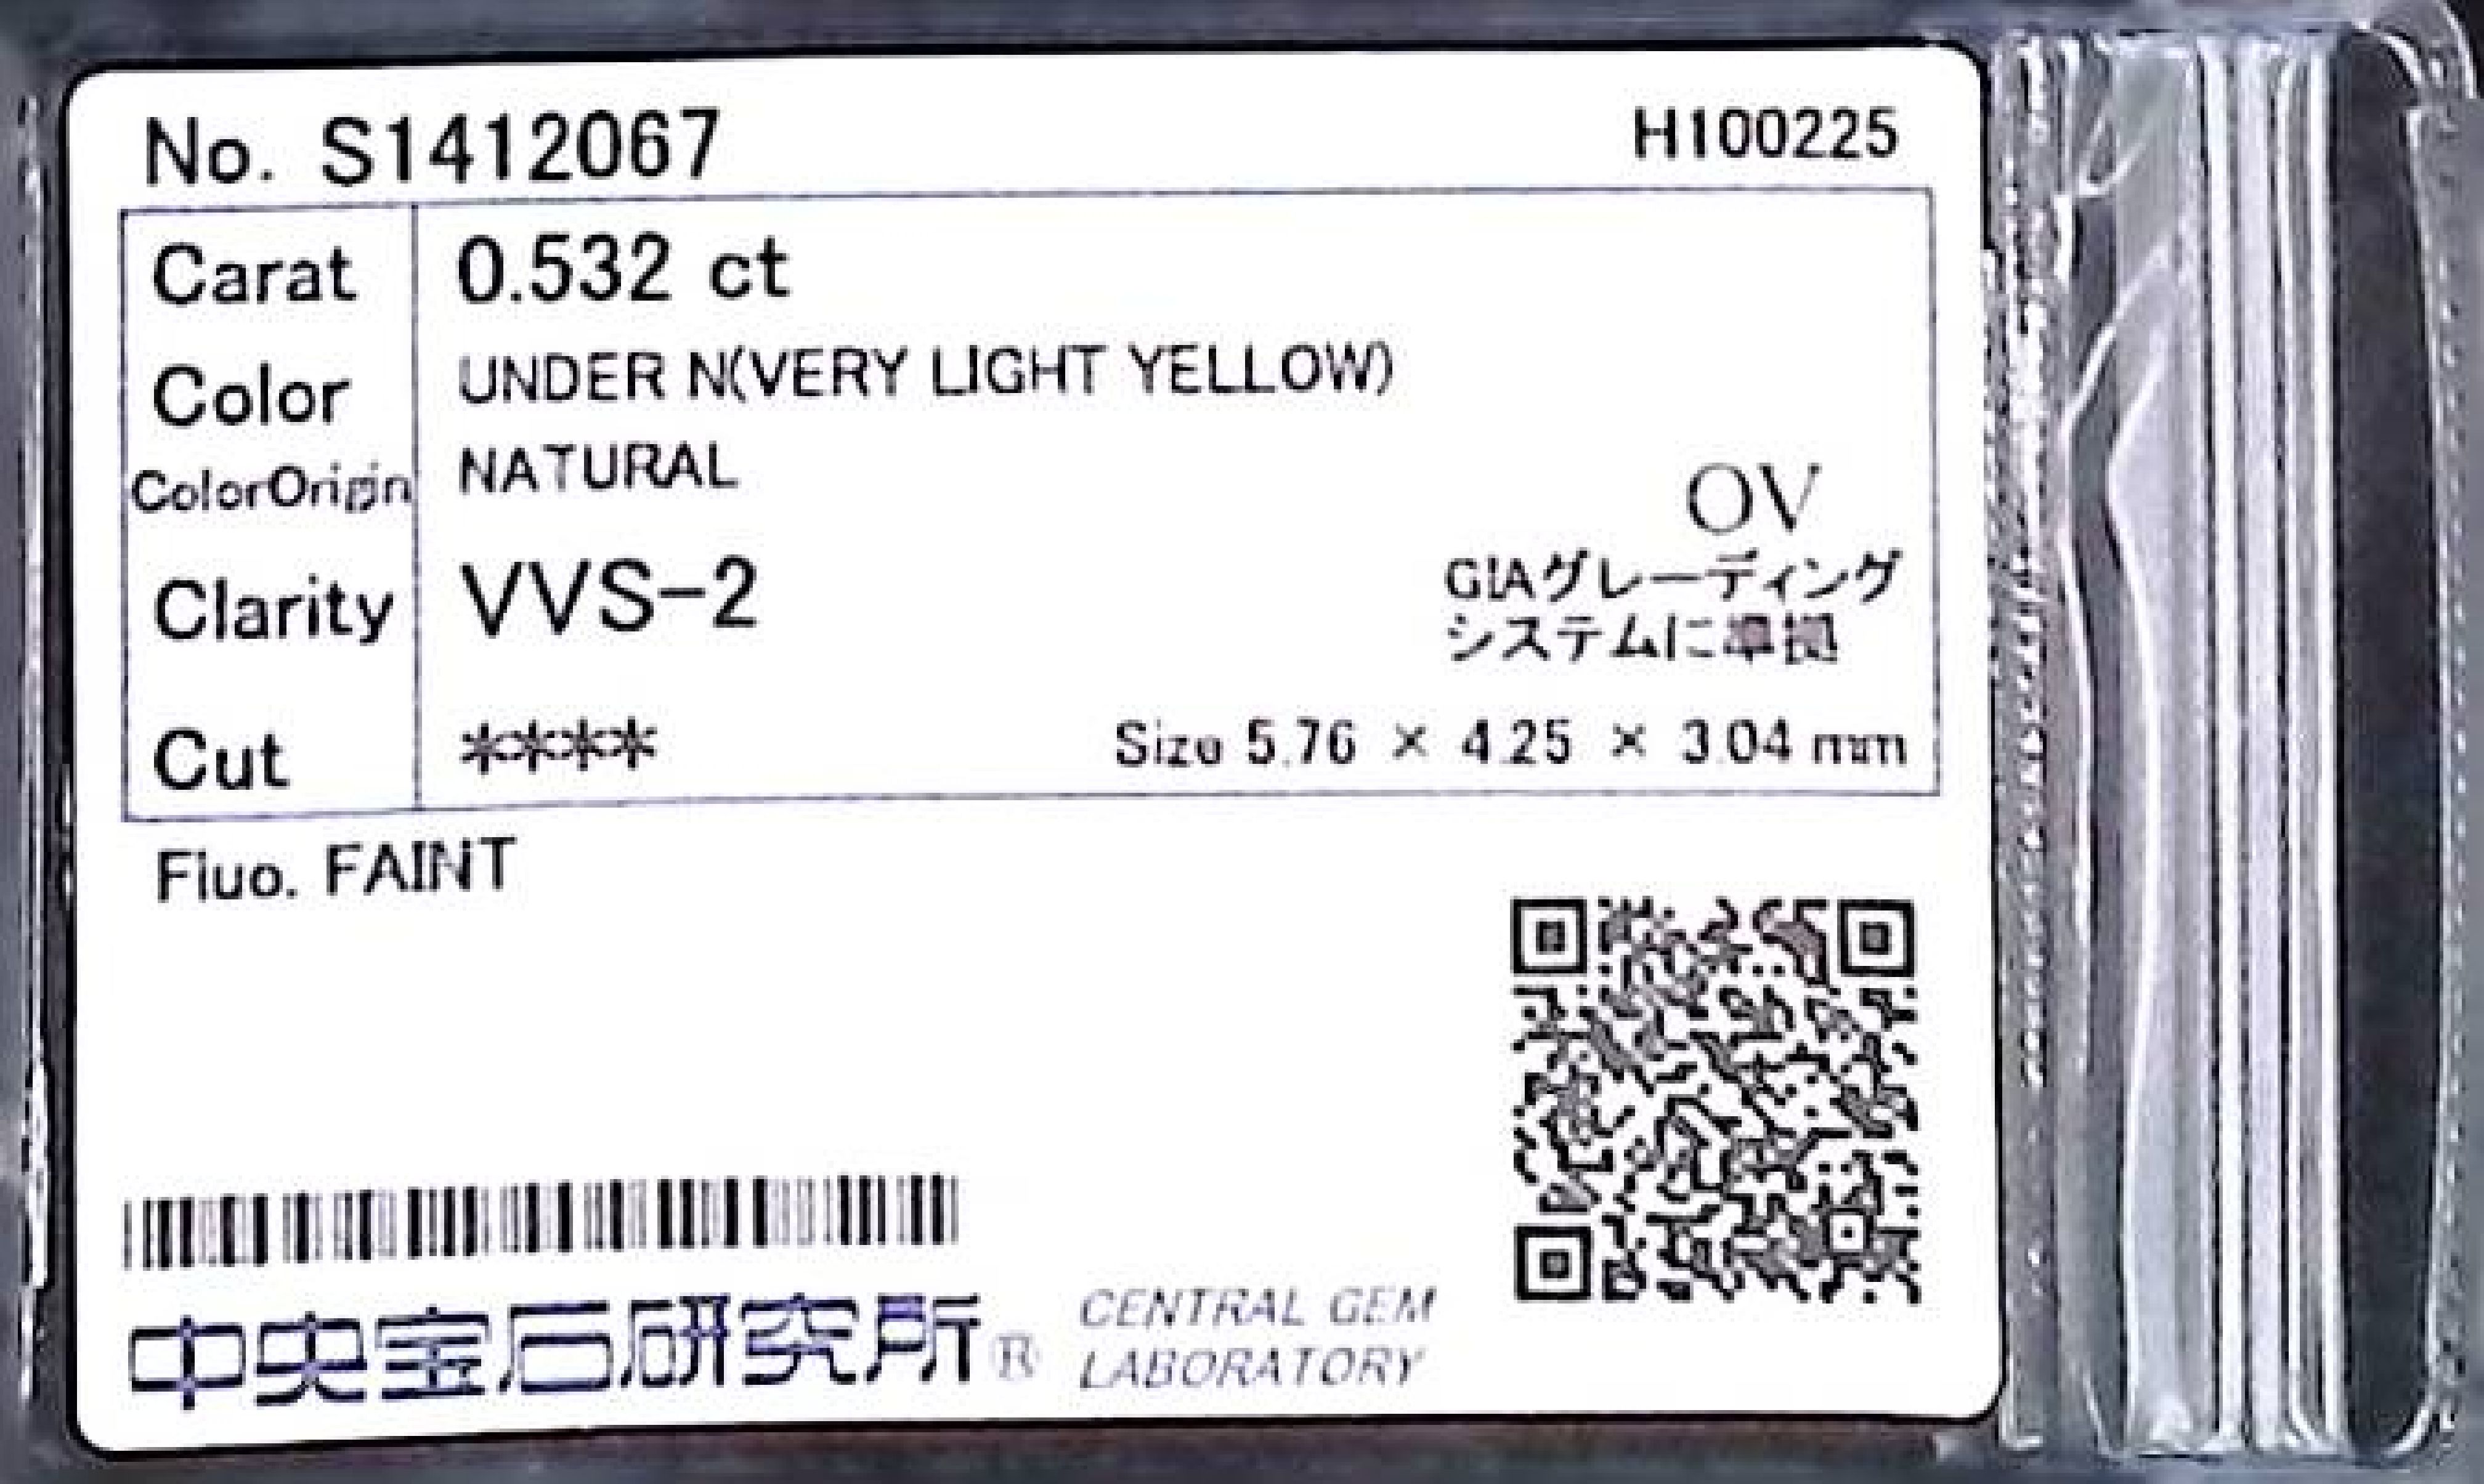 No. S1412067
H100225
Carat 0.532 ct
Color UNDER N(VERY LIGHT YELLOW)
ColorOrigin NATURAL
OV
Clarity VVS-2
GIAグレーディング
システムに準拠
Cut ****
Size 5.76 × 4.25 × 3.04 mm
Fluo. FAINT
中央宝石研究所®
CENTRAL GEM
LABORATORY